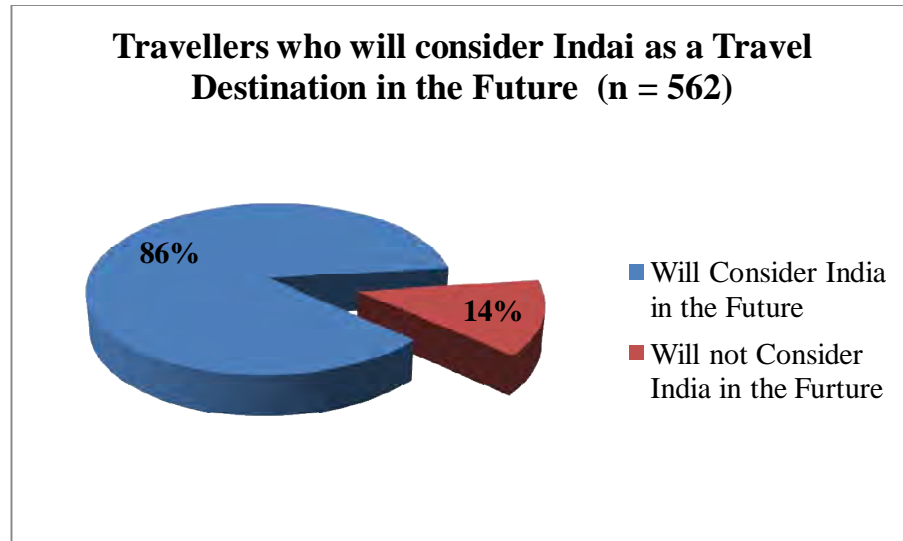 Travellers who will consider Indai as a Travel
Destination in the Future (n = 562)
86%
14%
Will Consider India
in the Future
Will not Consider
India in the Furture